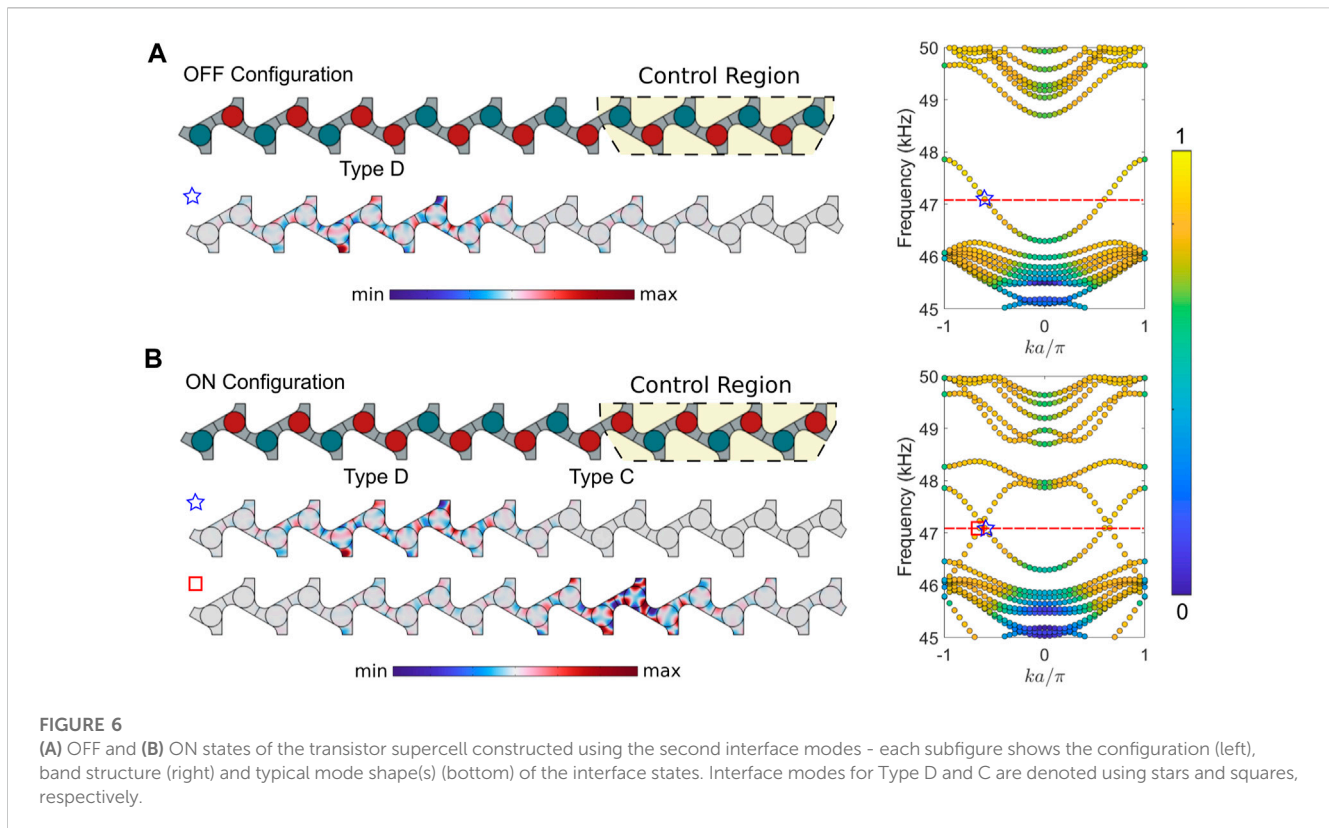 A
OFF Configuration
Control Region
Type D
min
max
50
49
48
47
46
45
Frequency (kHz)
-1
0
1
ka/π
1
0
B
ON Configuration
Control Region
Type D
Type C
min
max
50
49
48
47
46
45
Frequency (kHz)
-1
0
1
ka/π
FIGURE 6
(A) OFF and (B) ON states of the transistor supercell constructed using the second interface modes - each subfigure shows the configuration (left),
band structure (right) and typical mode shape(s) (bottom) of the interface states. Interface modes for Type D and C are denoted using stars and squares,
respectively.